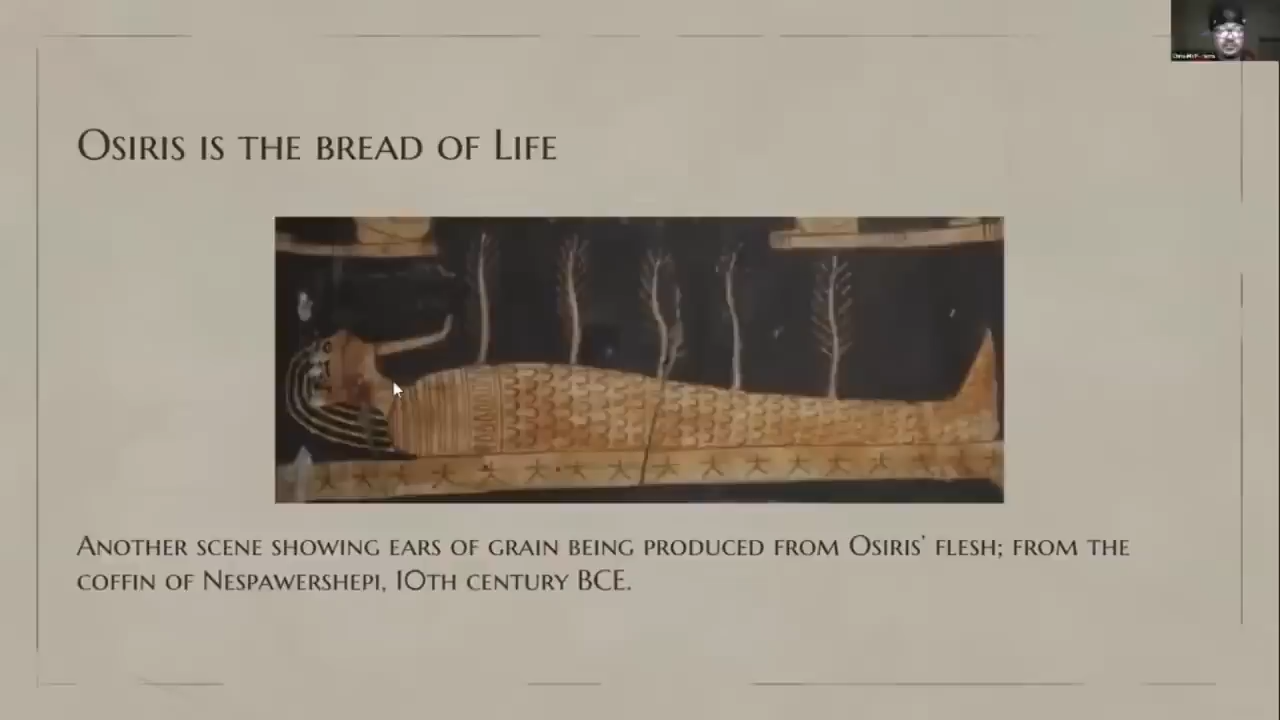 Osiris is the bread of Life
Another scene showing ears of grain being produced from Osiris' flesh; from the
coffin of Nespawershepi, 10th century BCE.